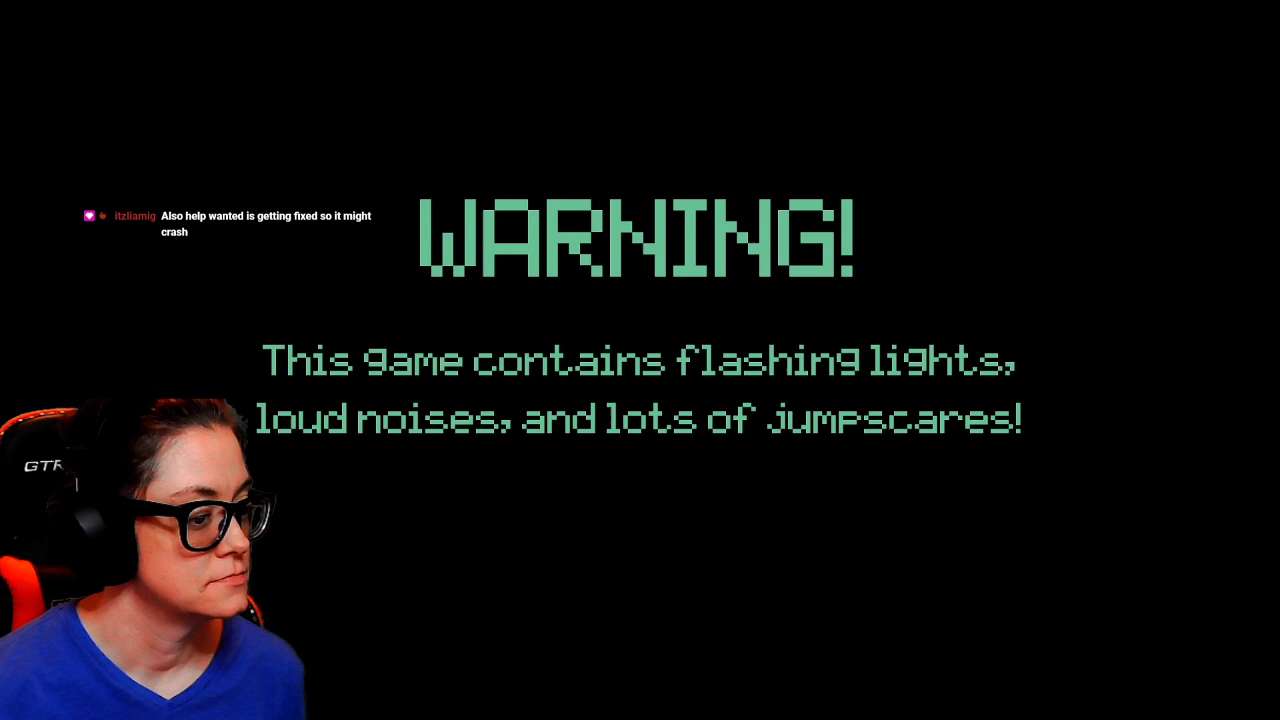 itzliamig Also help wanted is getting fixed so it might
crash
WARNING!
This game contains flashing lights,
loud noises, and lots of jumpscares!
GTR